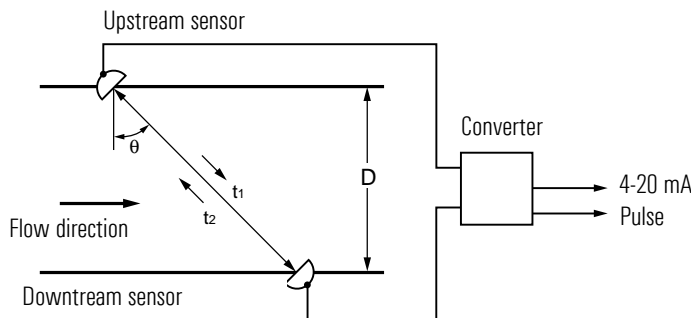 Upstream sensor
Converter
θ
D
4-20 mA
t1
t2
Pulse
Flow direction
Downtream sensor